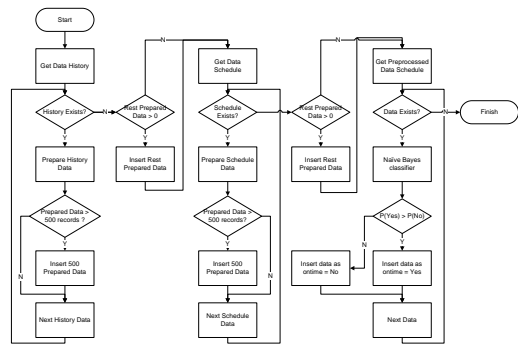 Start
Get Data History
History Exists?
N
Y
Prepare History
Data
Prepared Data >
500 records ?
Y
N
Insert 500
Prepared Data
Next History Data
N
Rest Prepared
Data > 0
Y
Insert Rest
Prepared Data
Get Data
Schedule
Schedule
Exists?
N
Y
Prepare Schedule
Data
Prepared Data >
500 records?
Y
N
Insert 500
Prepared Data
Next Schedule
Data
N
Rest Prepared
Data > 0
Y
Insert Rest
Prepared Data
Get Preprocessed
Data Schedule
Data Exists?
N
Y
Finish
Naïve Bayes
classifier
P(Yes) > P(No)
N
Y
Insert data as
ontime = No
Insert data as
ontime = Yes
Next Data